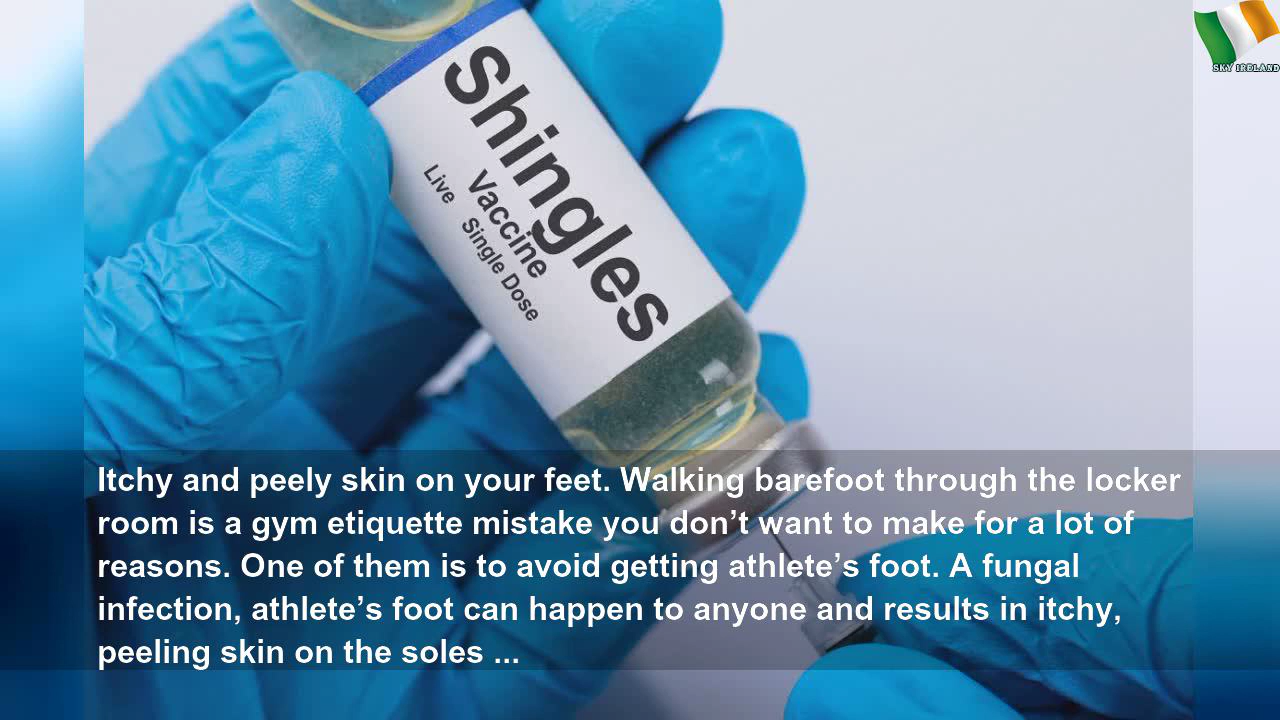 SKY IRELAND
Shingles
Vaccine
Live Single Dose
Itchy and peely skin on your feet. Walking barefoot through the locker
room is a gym etiquette mistake you don’t want to make for a lot of
reasons. One of them is to avoid getting athlete’s foot. A fungal
infection, athlete’s foot can happen to anyone and results in itchy,
peeling skin on the soles ...